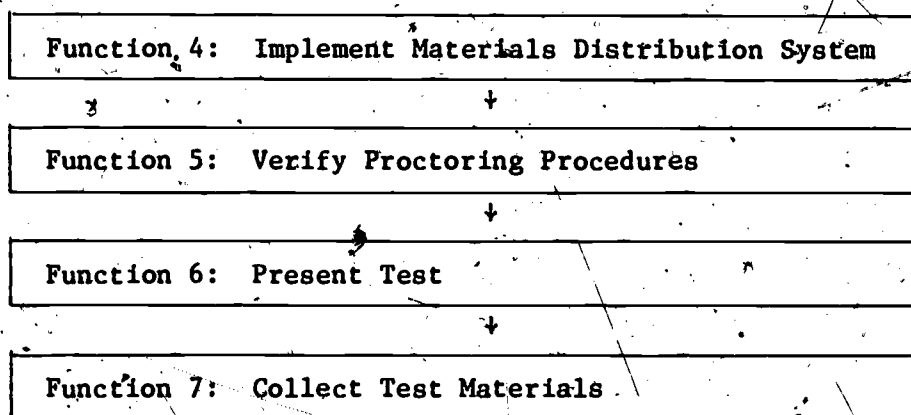 Function 4: Implement Materials Distribution System
Function 5: Verify Proctoring Procedures
Function 6: Present Test
Function 7: Collect Test Materials